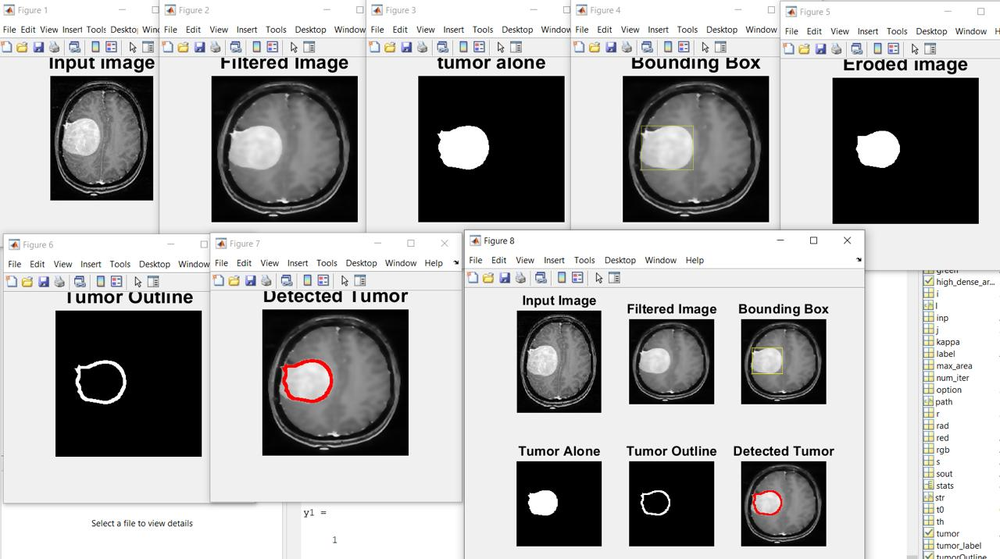 Figure 1
File Edit View Insert Tools Desktop Wind
Input image
Figure 2
File Edit View Insert Tools Desktop Window
Filtered Image
Figure 3
File Edit View Insert Tools Desktop Window
tumor alone
Figure 4
File Edit View Insert Tools Desktop Window
Bounding Box
Figure 5
File Edit View Insert Tools Desktop Window H
Eroded image
Figure 6
File Edit View Insert Tools Desktop Window
Tumor Outline
Figure 7
File Edit View Insert Tools Desktop Window Help
Detected Tumor
Figure 8
File Edit View Insert Tools Desktop Window Help
Input Image
Filtered Image
Bounding Box
Tumor Alone
Tumor Outline
Detected Tumor
green
high_dense_ar...
i
l
inp
j
kappa
label
max_area
num_iter
option
path
r
rad
red
rgb
s
sout
stats
str
t0
th
tumor
tumor_label
tumorOutline
Select a file to view details
y1 =
1